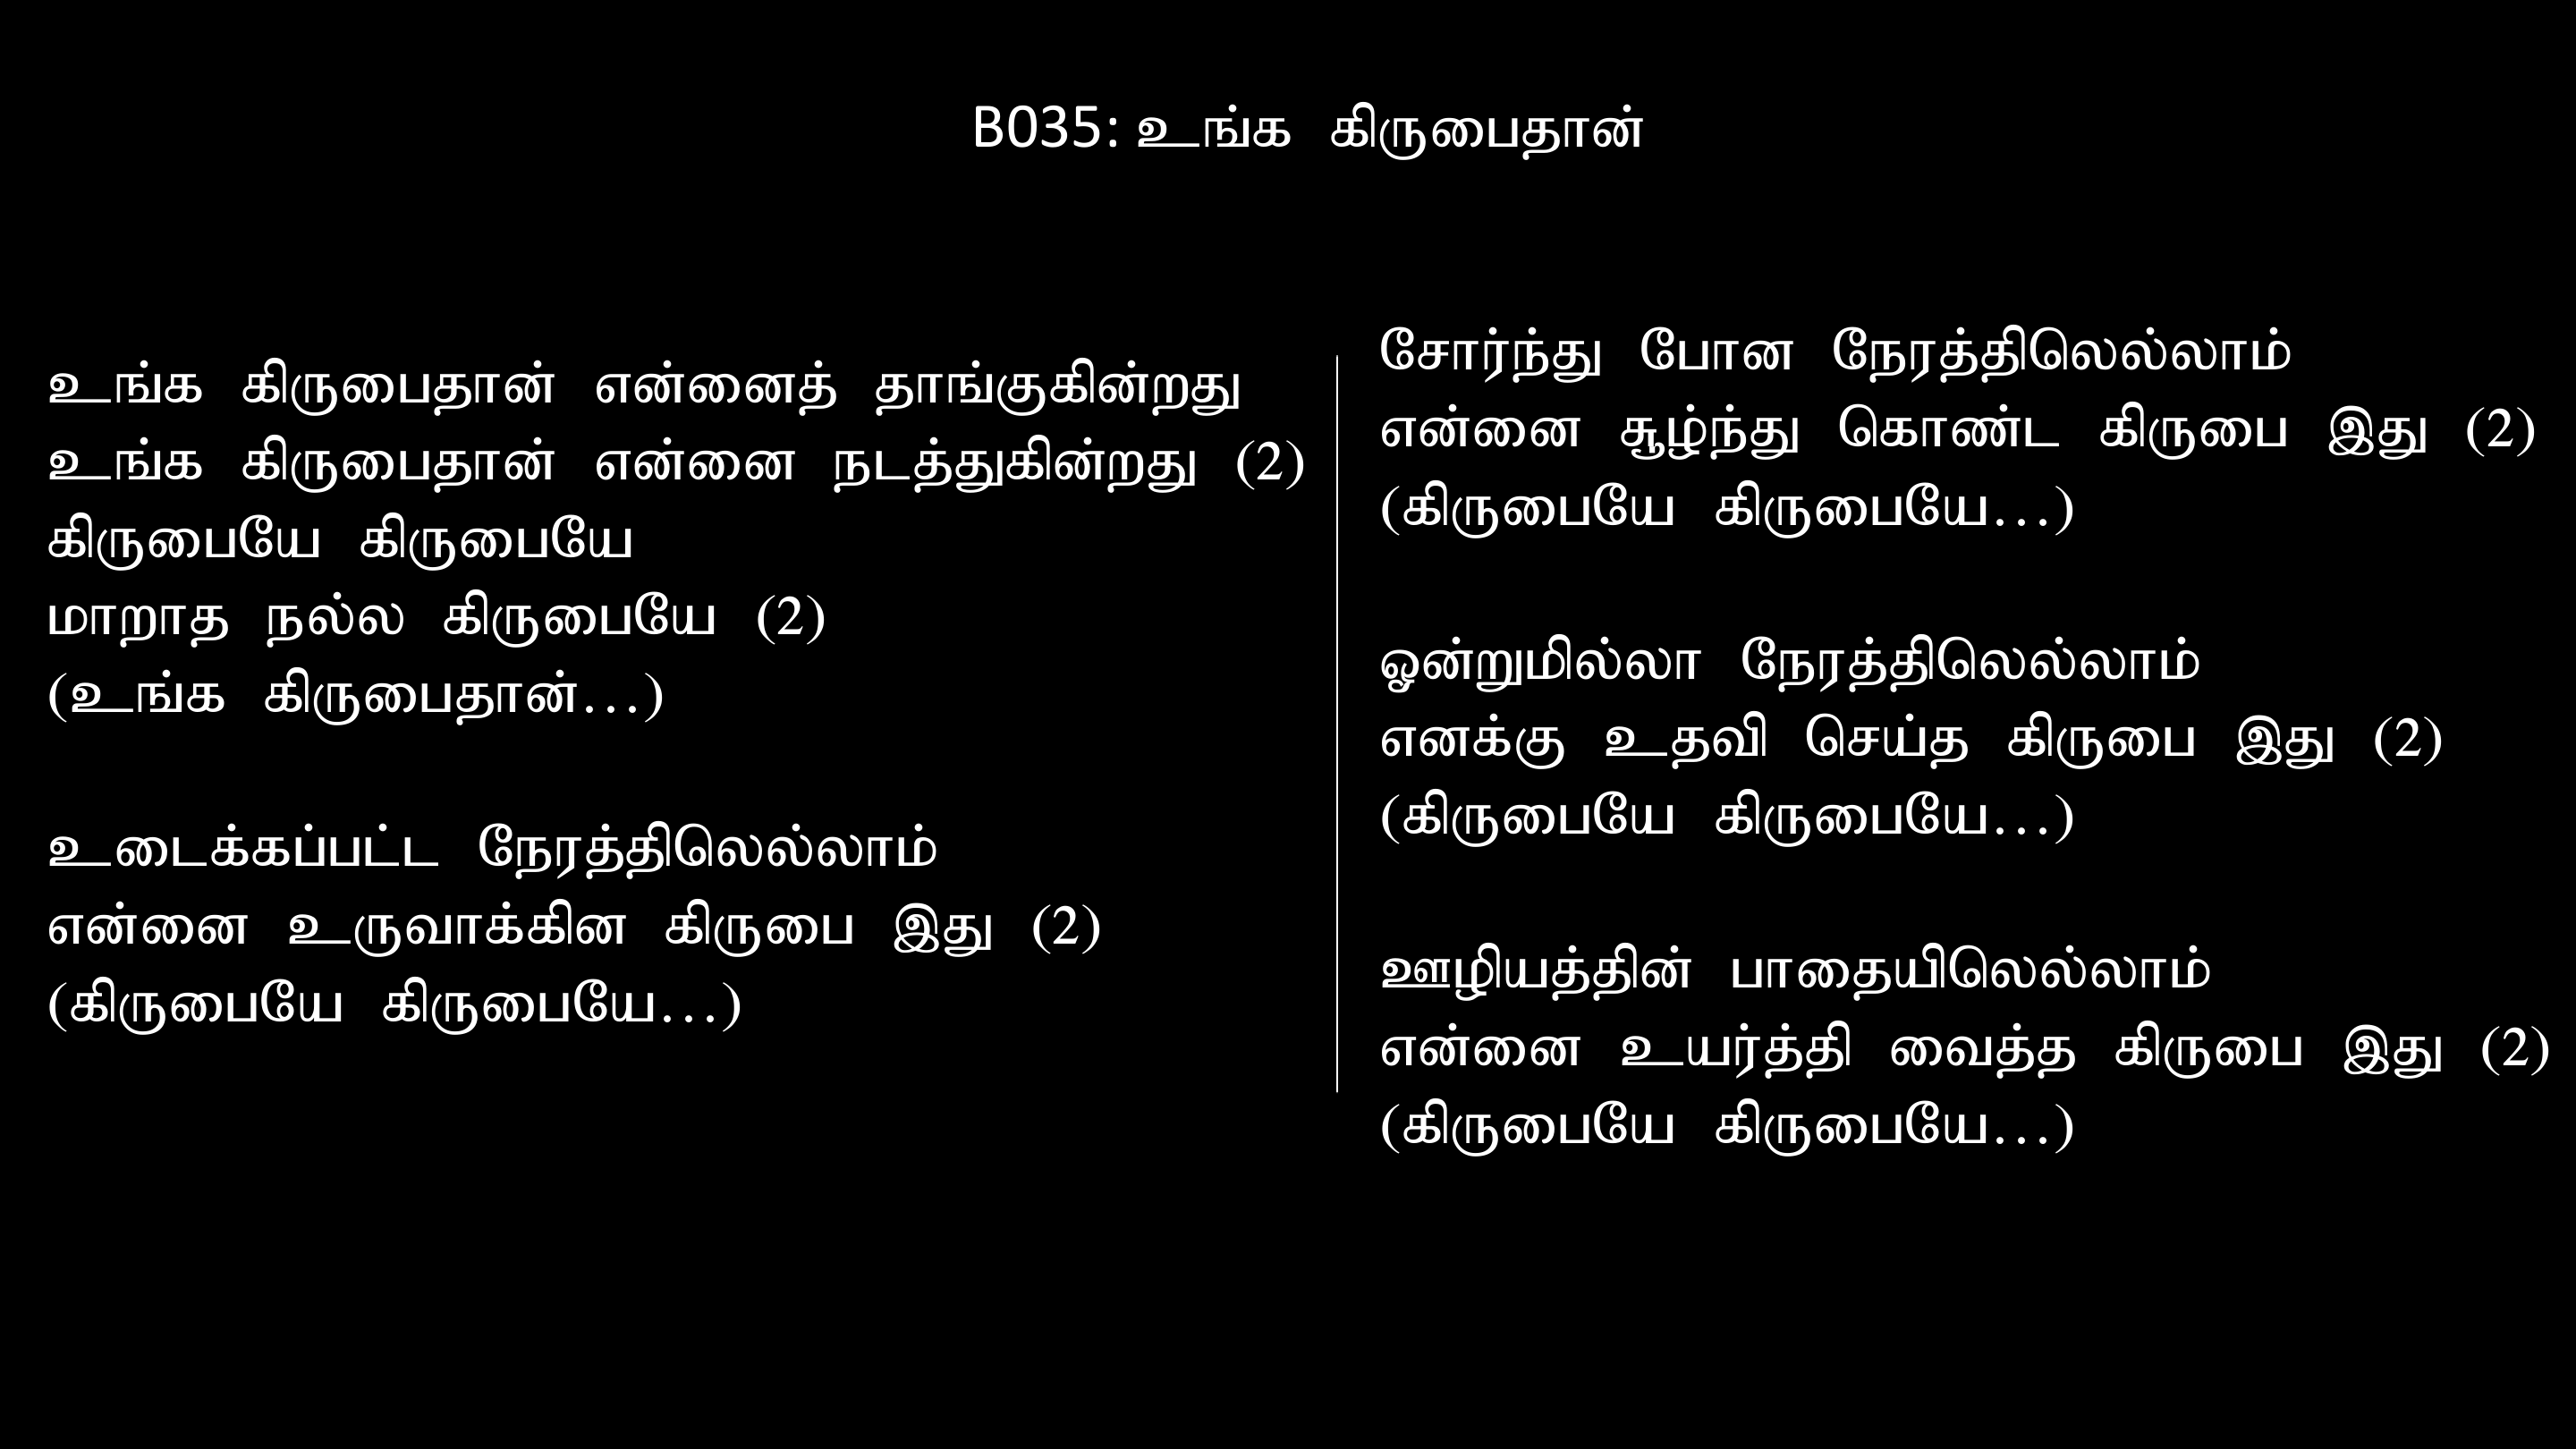 B035: உங்க கிருபைதான்
உங்க கிருபைதான் என்னைத் தாங்குகின்றது
உங்க கிருபைதான் என்னை நடத்துகின்றது (2)
கிருபையே கிருபையே
மாறாத நல்ல கிருபையே (2)
(உங்க கிருபைதான்...)
உடைக்கப்பட்ட நேரத்திலெல்லாம்
என்னை உருவாக்கின கிருபை இது (2)
(கிருபையே கிருபையே...)
சோர்ந்து போன நேரத்திலெல்லாம்
என்னை சூழ்ந்து கொண்ட கிருபை இது (2)
(கிருபையே கிருபையே...)
ஓன்றுமில்லா நேரத்திலெல்லாம்
எனக்கு உதவி செய்த கிருபை இது (2)
(கிருபையே கிருபையே...)
ஊழியத்தின் பாதையிலெல்லாம்
என்னை உயர்த்தி வைத்த கிருபை இது (2)
(கிருபையே கிருபையே...)